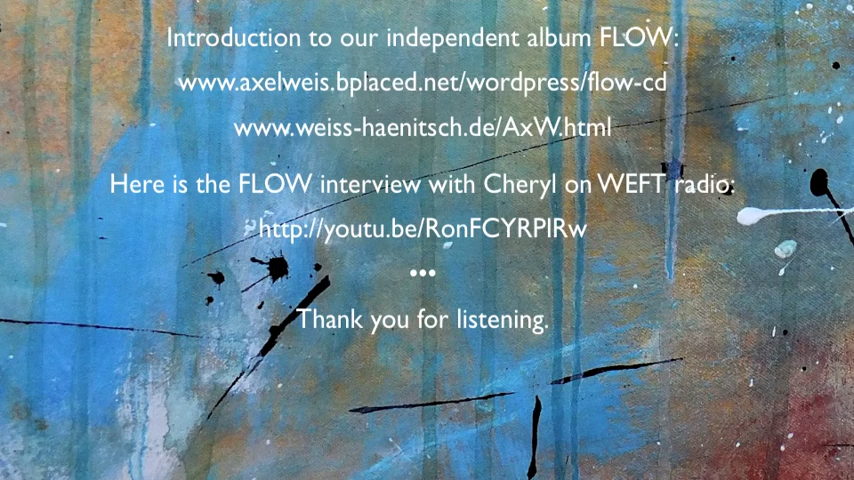 Introduction to our independent album FLOW:
www.axelweis.bplaced.net/wordpress/flow-cd
www.weiss-haenitsch.de/AxW.html
Here is the FLOW interview with Cheryl on WEFT radio:
http://youtu.be/RonFCYRPIRw
•••
Thank you for listening.